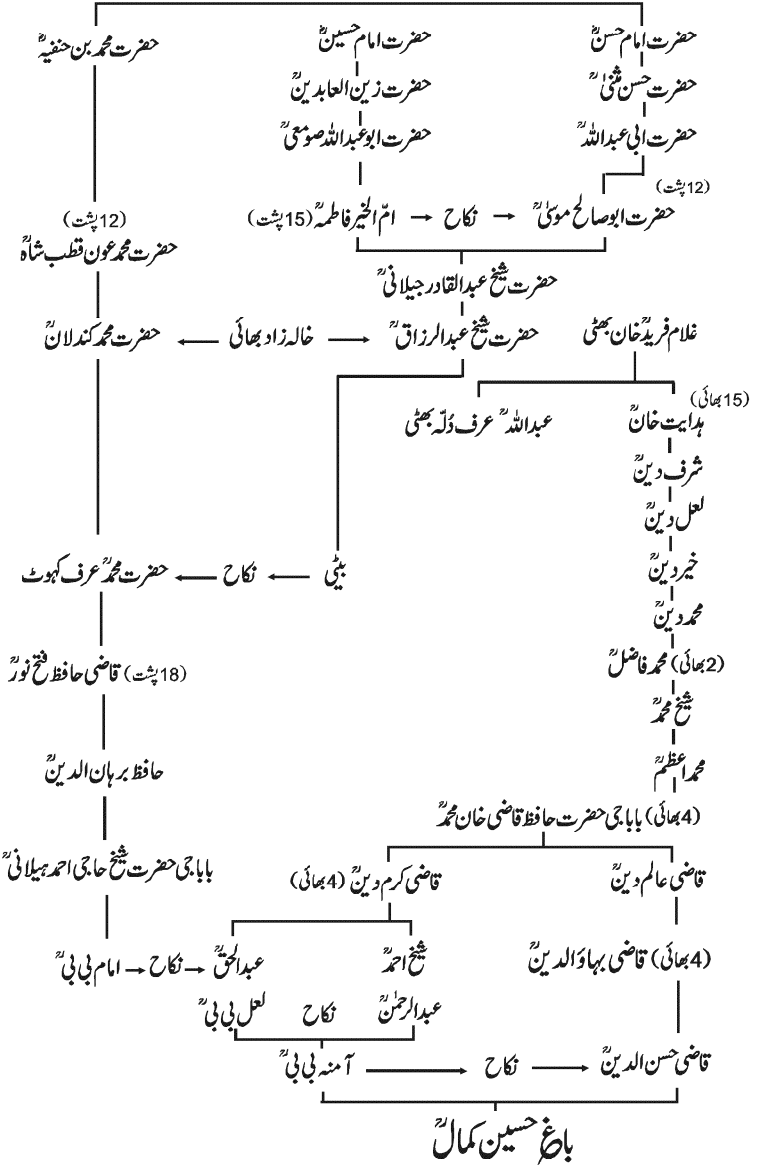 حضرت امام حسنؓ حضرت امام حسینؓ حضرت محمد بن حنفیہؒ
حضرت حسن مثنیٰؒ حضرت زین العابدینؒ
حضرت ابی عبداللہؒ حضرت ابو عبداللہ صومعیؒ
(12 پشت)
حضرت ابو صالح موسیٰؒ نکاح امّ الخیر فاطمہؒ (15 پشت) (12 پشت)
حضرت محمد عون قطب شاہؒ
حضرت شیخ عبدالقادر جیلانیؒ
غلام فریدؒ خان بھٹی حضرت شیخ عبدالرزاقؒ خالہ زاد بھائی حضرت محمد کندلانؒ
(15 بھائی)
ہدایت خانؒ عبداللہؒ عرف دُلّہ بھٹی
شرف دینؒ
لعل دینؒ
خیر دینؒ بیٹی نکاح حضرت محمدؒ عرف کہوٹ
محمد دینؒ
(2 بھائی) محمد فاضلؒ (18 پشت) قاضی حافظ فتح نورؒ
شیخ محمدؒ
محمد اعظمؒ حافظ برہان الدینؒ
(4 بھائی) باباجی حضرت حافظ قاضی خان محمدؒ
قاضی عالم دینؒ قاضی کرم دینؒ (4 بھائی) باباجی حضرت شیخ حاجی احمد ہیلانیؒ
(4 بھائی) قاضی بہاؤ الدینؒ شیخ احمدؒ عبدالحقؒ نکاح امام بی بیؒ
عبدالرحمٰنؒ نکاح لعل بی بیؒ
قاضی حسن الدینؒ نکاح آمنہ بی بیؒ
باغ حسین کمالؒ